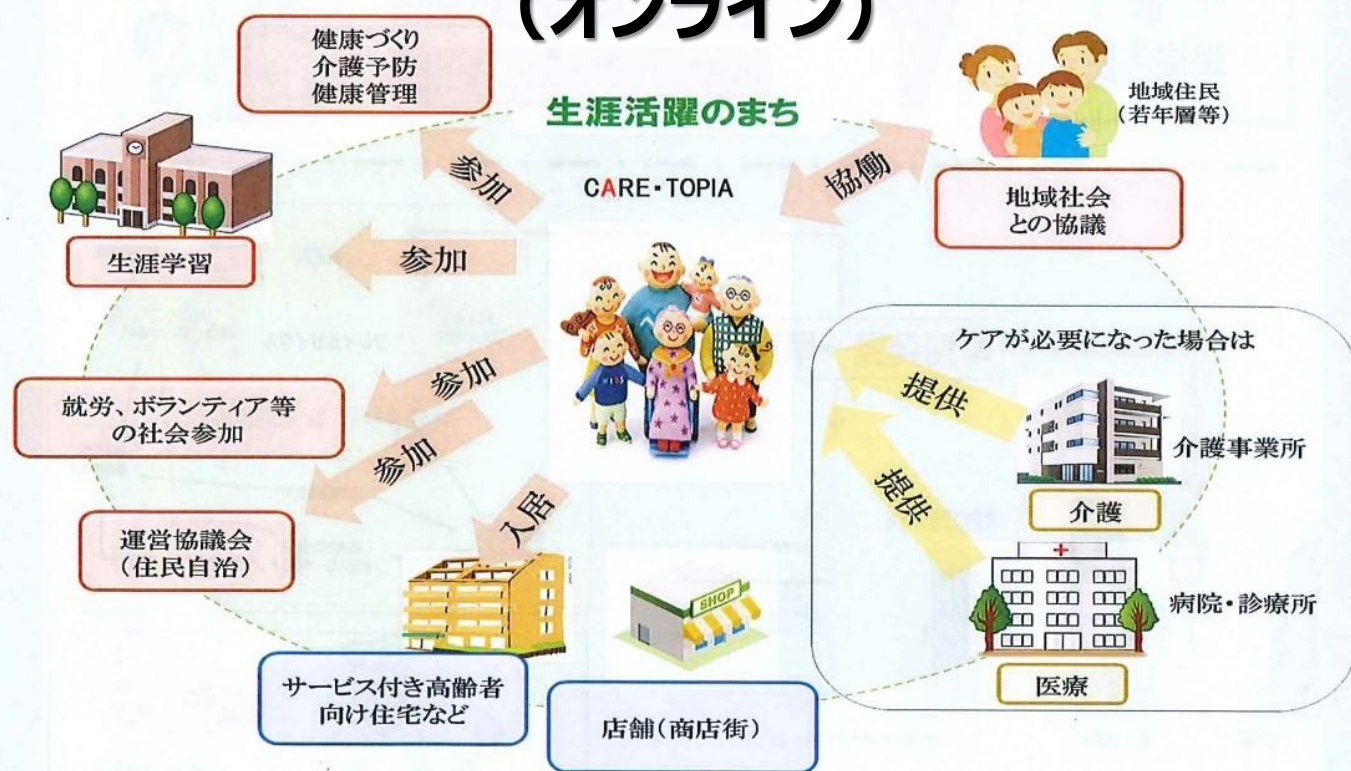 (オンライン)
健康づくり
介護予防
健康管理
生涯活躍のまち
地域住民
(若年層等)
参加
CARE・TOPIA
協働
地域社会
との協議
生涯学習
参加
ケアが必要になった場合は
参加
提供
就労、ボランティア等
の社会参加
参加
介護事業所
提供
介護
入居
運営協議会
(住民自治)
SHOP
病院・診療所
サービス付き高齢者
向け住宅など
医療
店舗(商店街)